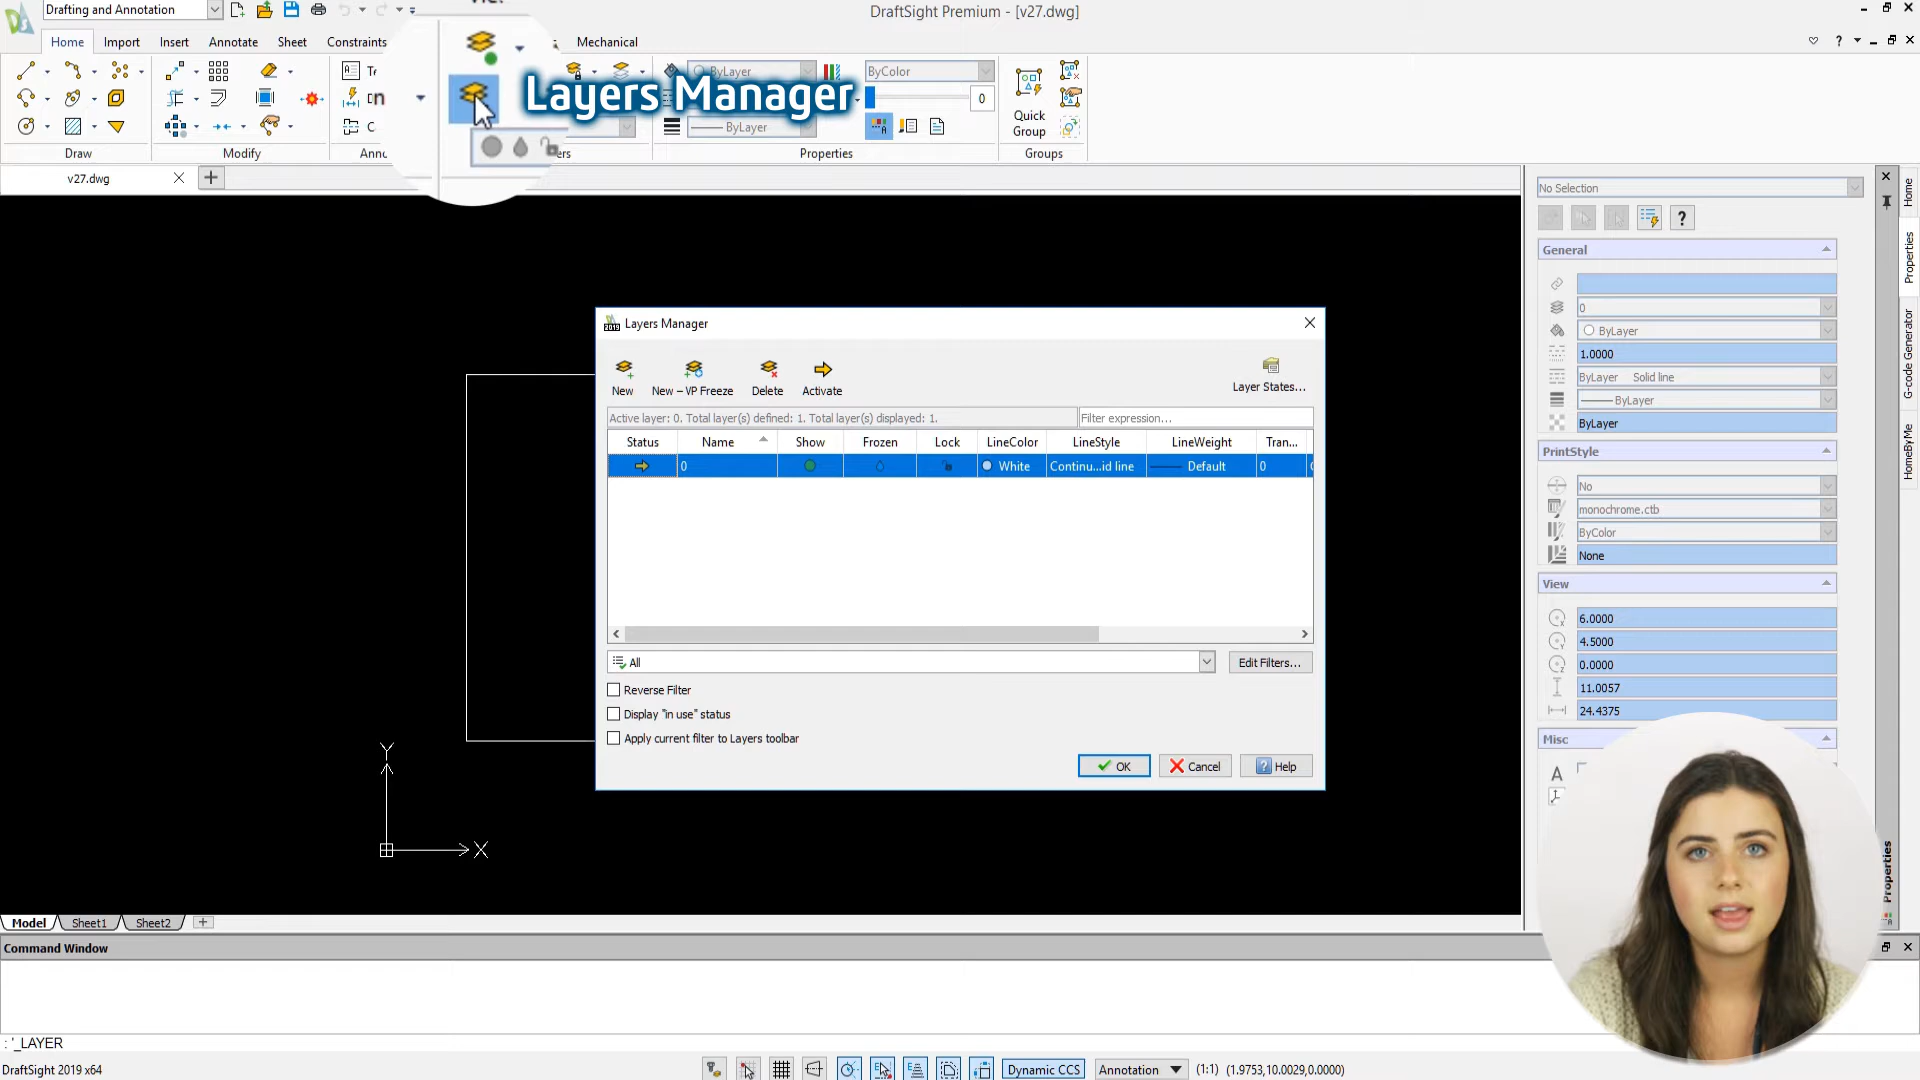 Drafting and Annotation
DraftSight Premium - [v27.dwg]
Home Import Insert Annotate Sheet Constraints Mechanical
ByLayer ByColor
Layers Manager
0
ByLayer
Quick
Group
Draw Modify Properties Groups
v27.dwg
No Selection
Home
Properties
G-code Generator
HomeByMe
General
0
ByLayer
1.0000
ByLayer Solid line
ByLayer
ByLayer
PrintStyle
No
monochrome.ctb
ByColor
None
View
6.0000
4.5000
0.0000
11.0057
24.4375
Misc
Properties
Layers Manager
New New – VP Freeze Delete Activate Layer States...
Active layer: 0. Total layer(s) defined: 1. Total layer(s) displayed: 1. Filter expression...
Status Name Show Frozen Lock LineColor LineStyle LineWeight Tran...
0 White Continu...id line Default 0
All Edit Filters...
Reverse Filter
Display "in use" status
Apply current filter to Layers toolbar
OK Cancel Help
Y
X
Model Sheet1 Sheet2
Command Window
: '_LAYER
DraftSight 2019 x64 Dynamic CCS Annotation (1:1) (1.9753,10.0029,0.0000)